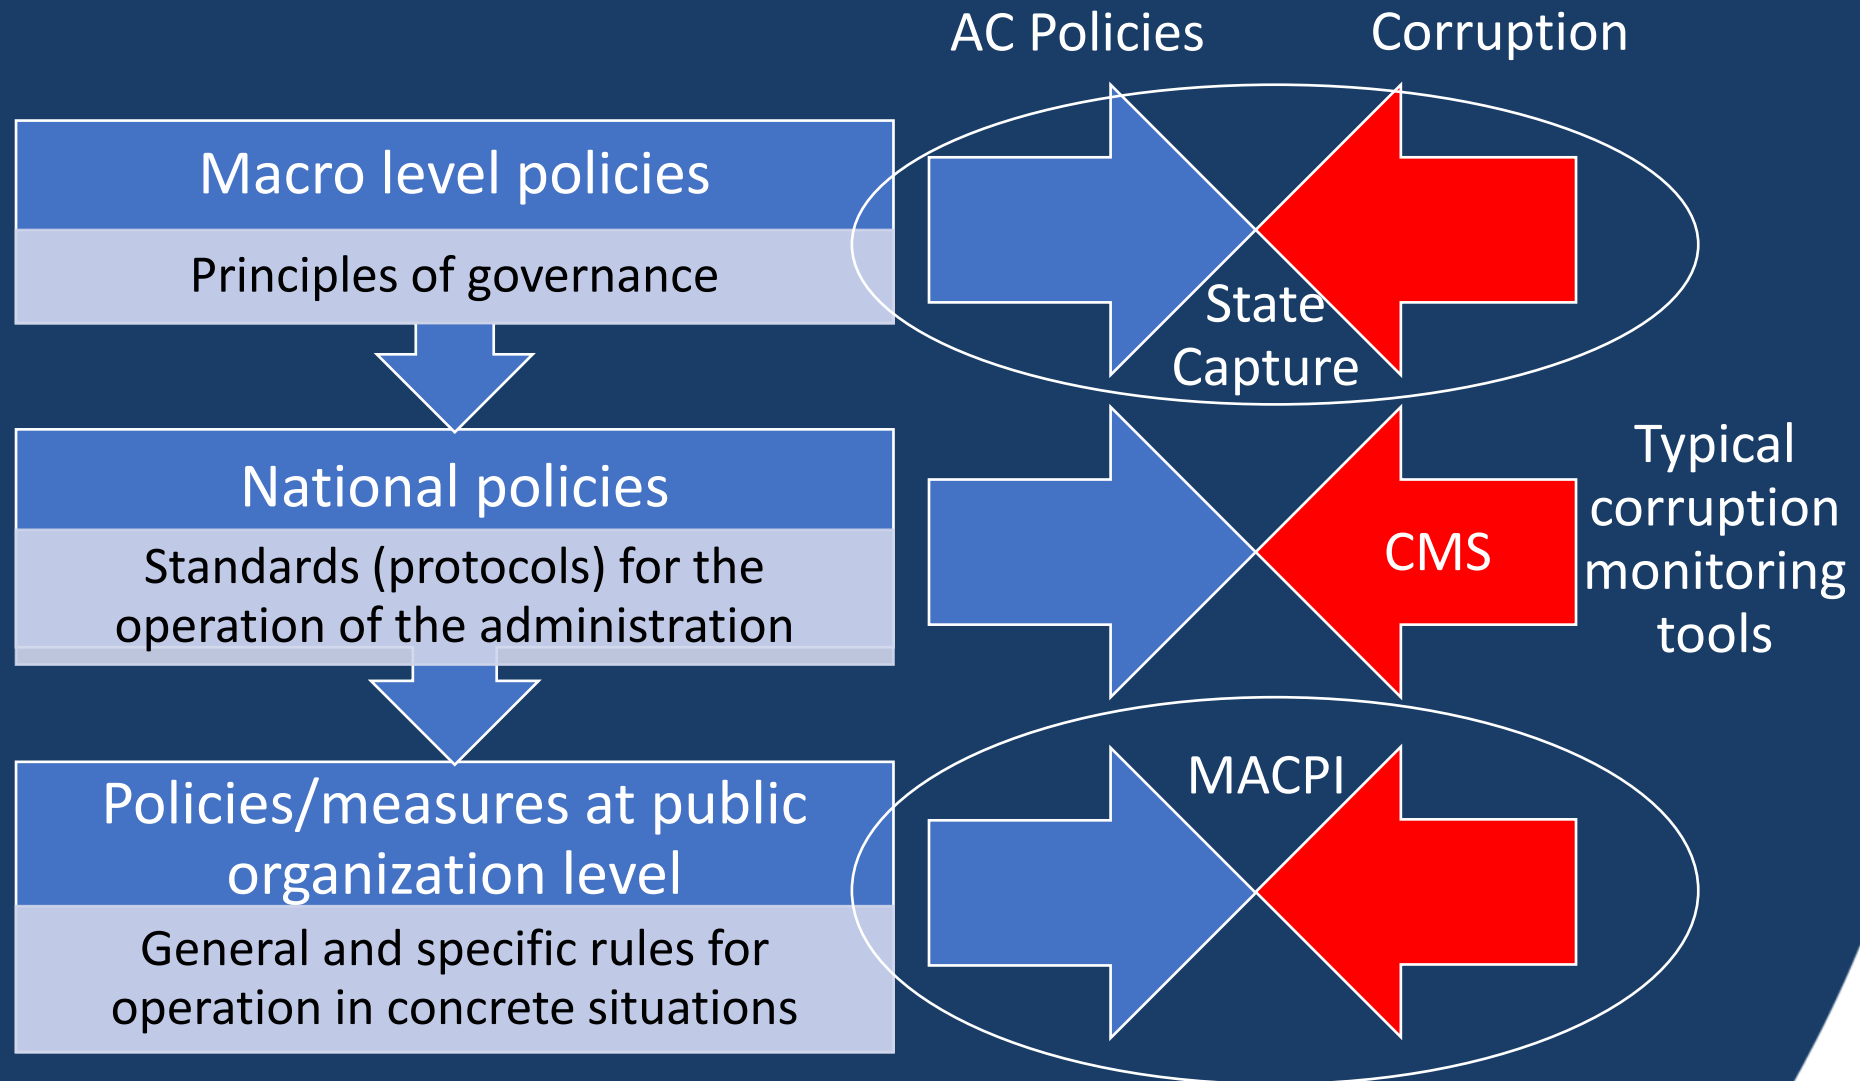 AC Policies
Corruption
Macro level policies
Principles of governance
State
Capture
National policies
Standards (protocols) for the
operation of the administration
CMS
Typical
corruption
monitoring
tools
Policies/measures at public
organization level
General and specific rules for
operation in concrete situations
MACPI